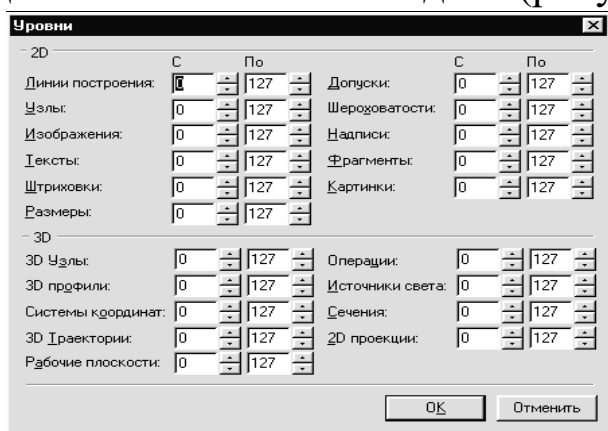 Уровни
2D
С По С По
Линии построения: 0 127 Допуски: 0 127
Узлы: 0 127 Шероховатости: 0 127
Изображения: 0 127 Надписи: 0 127
Тексты: 0 127 Фрагменты: 0 127
Штриховки: 0 127 Картинки: 0 127
Размеры: 0 127
3D
3D Узлы: 0 127 Операции: 0 127
3D профили: 0 127 Источники света: 0 127
Системы координат: 0 127 Сечения: 0 127
3D Траектории: 0 127 2D проекции: 0 127
Рабочие плоскости: 0 127
OK Отменить